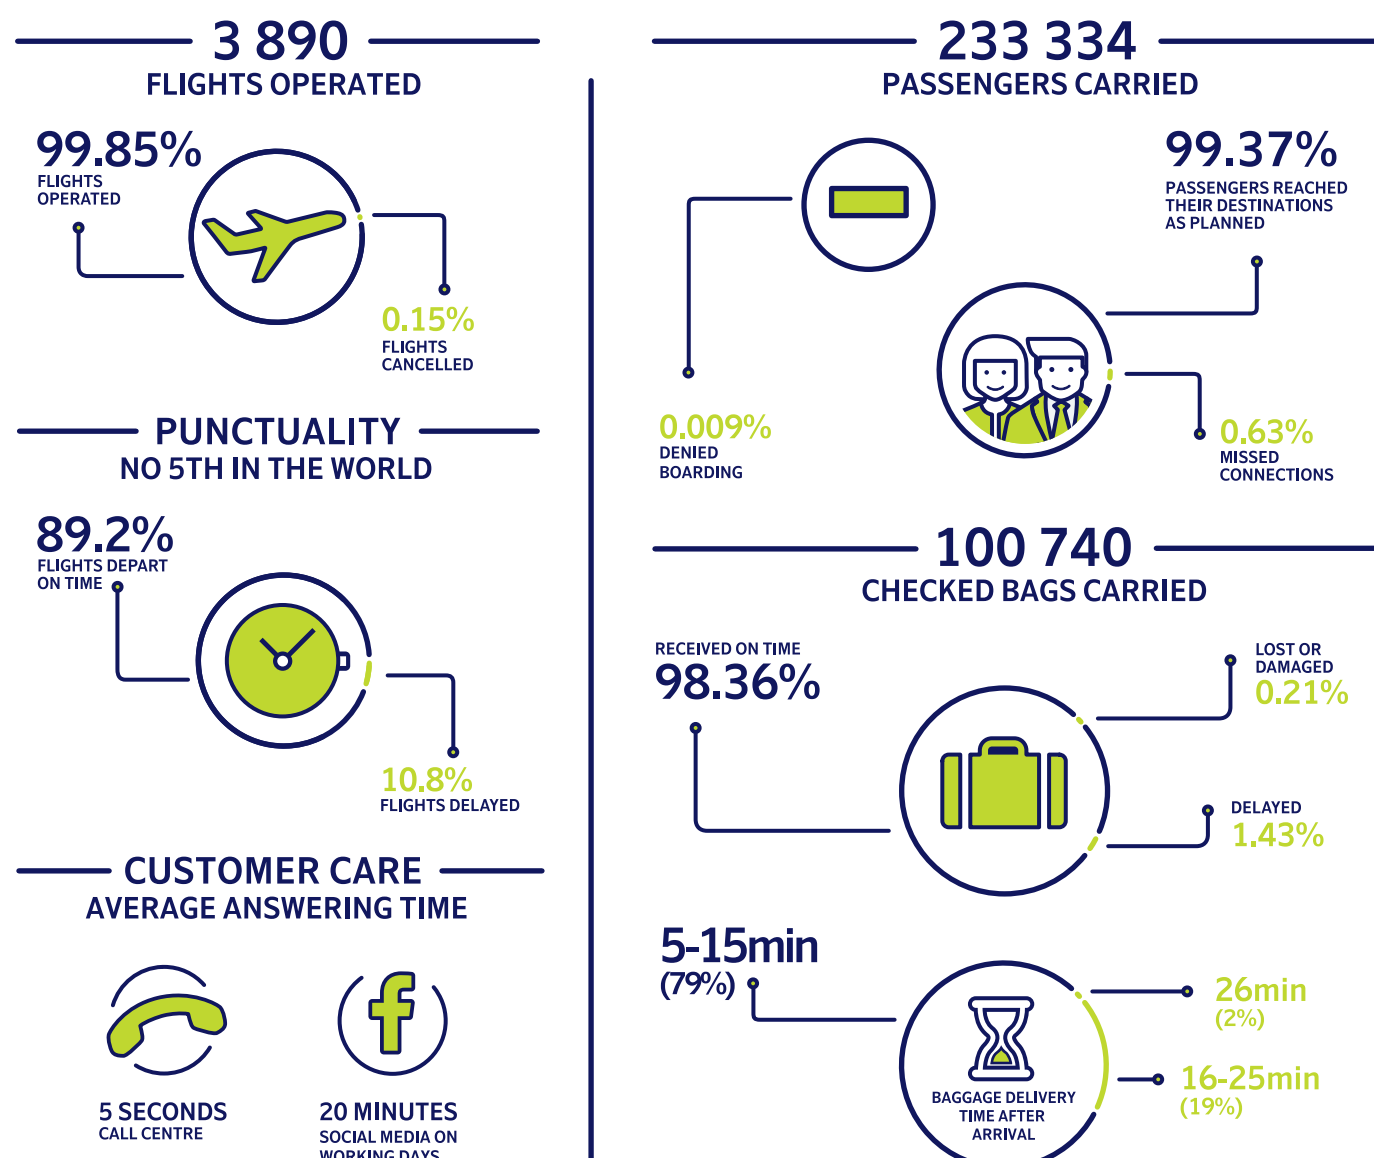 3 890
FLIGHTS OPERATED
99.85%
FLIGHTS
OPERATED
0.15%
FLIGHTS
CANCELLED
PUNCTUALITY
NO 5TH IN THE WORLD
89.2%
FLIGHTS DEPART
ON TIME
10.8%
FLIGHTS DELAYED
CUSTOMER CARE
AVERAGE ANSWERING TIME
5 SECONDS
CALL CENTRE
20 MINUTES
SOCIAL MEDIA ON
WORKING DAYS
233 334
PASSENGERS CARRIED
99.37%
PASSENGERS REACHED
THEIR DESTINATIONS
AS PLANNED
0.009%
DENIED
BOARDING
0.63%
MISSED
CONNECTIONS
100 740
CHECKED BAGS CARRIED
RECEIVED ON TIME
98.36%
LOST OR
DAMAGED
0.21%
DELAYED
1.43%
5-15min
(79%)
26min
(2%)
16-25min
(19%)
BAGGAGE DELIVERY
TIME AFTER
ARRIVAL